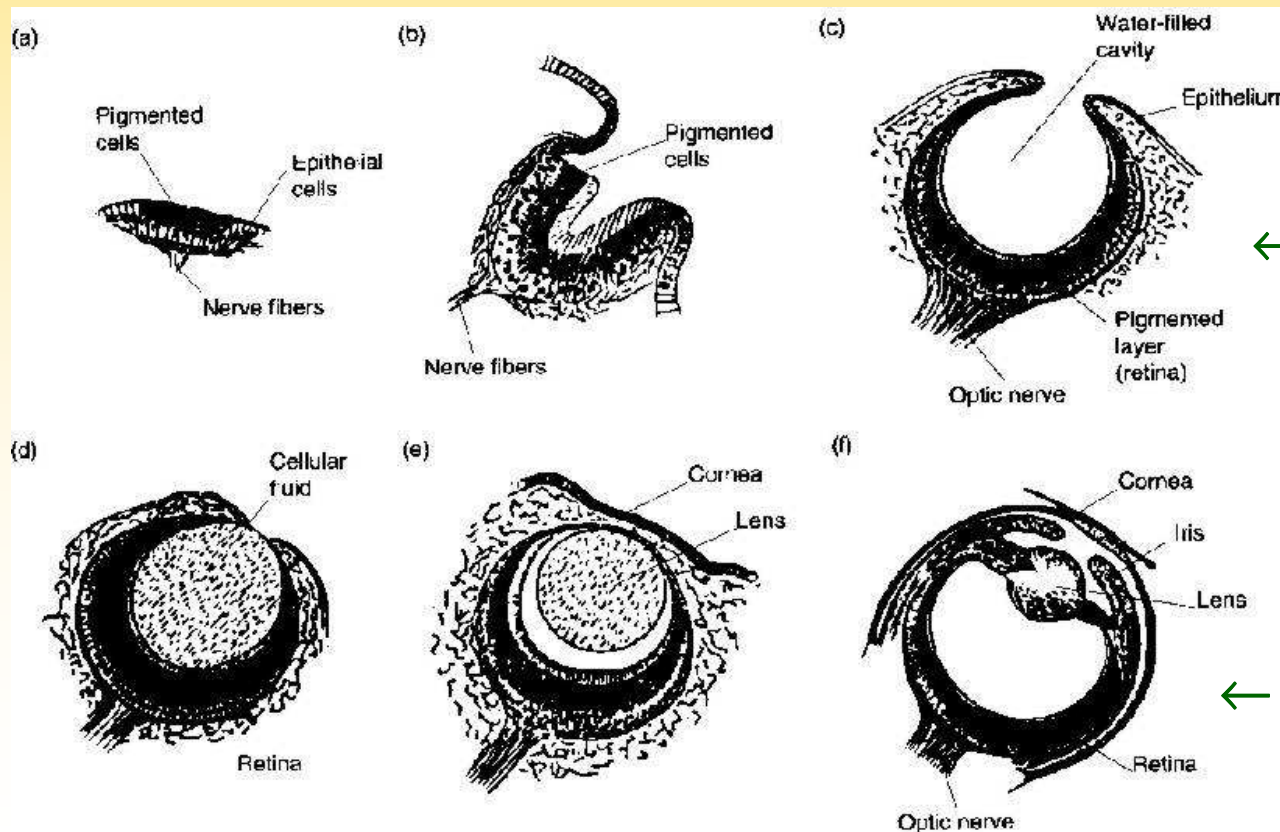 (a)
Pigmented
cells
Epithelial
cells
Nerve fibers
(b)
Pigmented
cells
Nerve fibers
(c)
Water-filled
cavity
Epithelium
Pigmented
layer
(retina)
Optic nerve
(d)
Cellular
fluid
Retina
(e)
Cornea
Lens
(f)
Cornea
Iris
Lens
Retina
Optic nerve